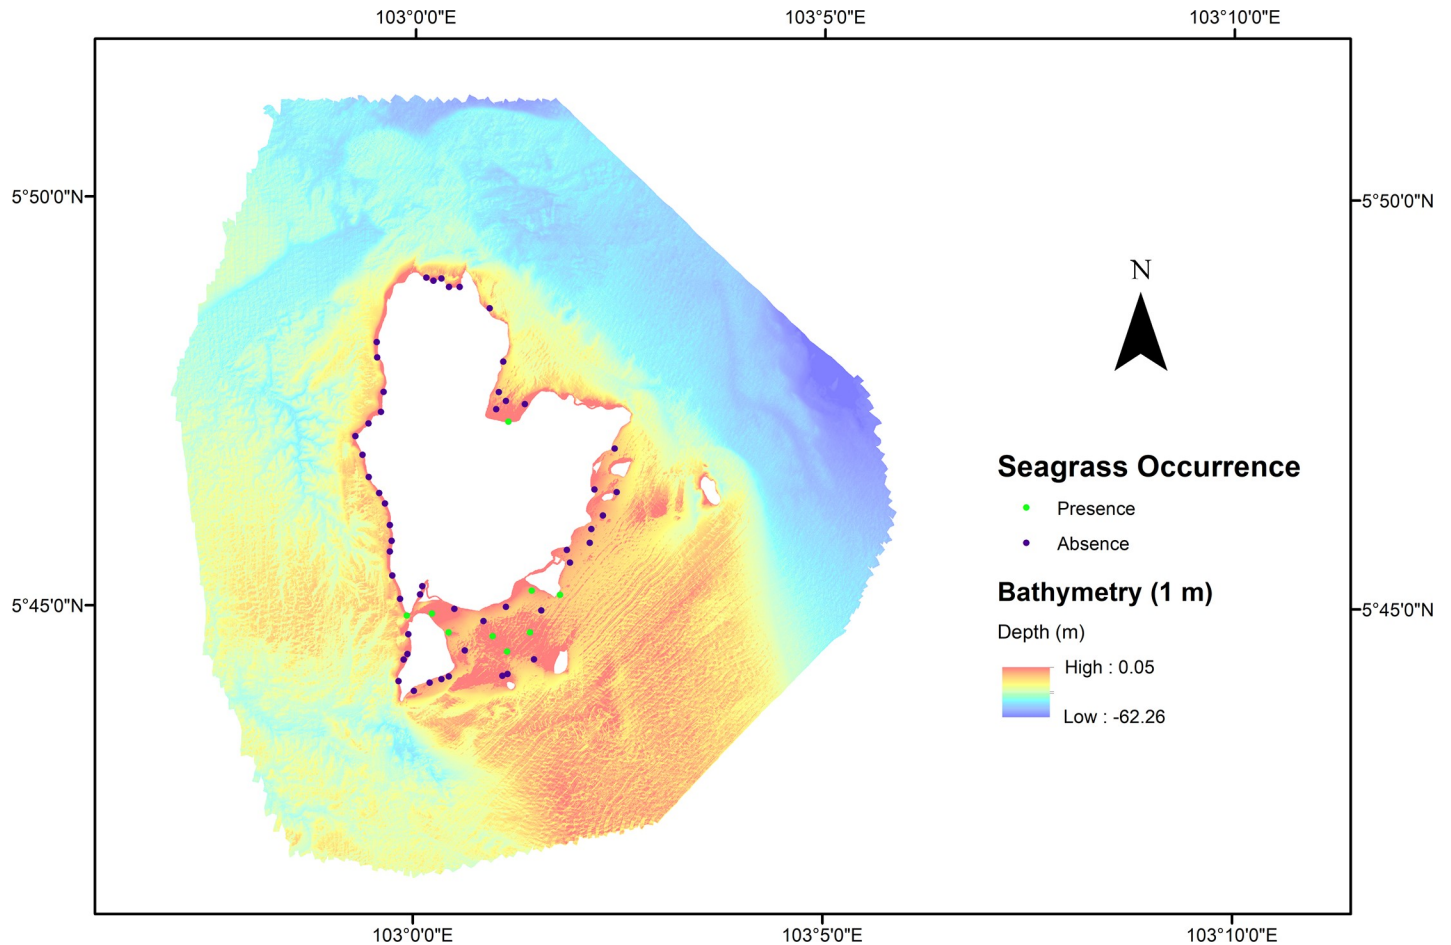 103°0'0"E 103°5'0"E 103°10'0"E
5°50'0"N 5°50'0"N
N
Seagrass Occurrence
Presence
Absence
Bathymetry (1 m)
5°45'0"N 5°45'0"N
Depth (m)
High : 0.05
Low : -62.26
103°0'0"E 103°5'0"E 103°10'0"E